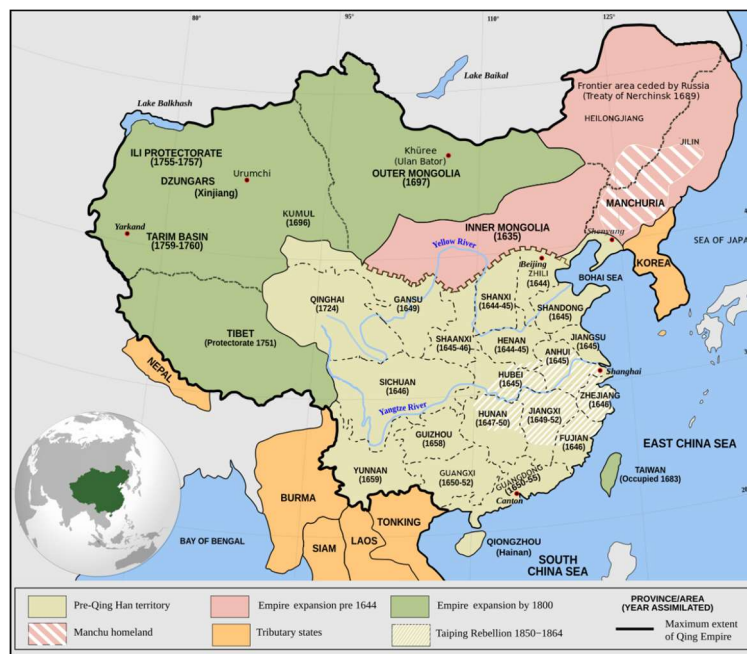 80°
95°
110°
125°
Lake Baikal
Lake Balkhash
Frontier area ceded by Russia
(Treaty of Nerchinsk 1689)
HEILONGJIANG
JILIN
ILI PROTECTORATE
(1755-1757)
Khüree
(Ulan Bator)
OUTER MONGOLIA
(1697)
DZUNGARS
(Xinjiang)
Urumchi
MANCHURIA
KUMUL
(1696)
Yarkand
TARIM BASIN
(1759-1760)
INNER MONGOLIA
(1635)
Shenyang
Yellow River
SEA OF JAPA
Beijing
ZHILI
(1644)
KOREA
BOHAI SEA
QINGHAI
(1724)
GANSU
(1649)
SHANXI
(1644-45)
SHANDONG
(1645)
TIBET
(Protectorate 1751)
SHAANXI
(1645-46)
HENAN
(1644-45)
JIANGSU
(1645)
ANHUI
(1645)
NEPAL
HUBEI
(1645)
Shanghai
SICHUAN
(1646)
ZHEJIANG
(1646)
Yangtze River
HUNAN
(1647-50)
JIANGXI
(1649-52)
GUIZHOU
(1658)
FUJIAN
(1646)
EAST CHINA SEA
YUNNAN
(1659)
GUANGXI
(1650-52)
GUANGDONG
(1650-55)
TAIWAN
(Occupied 1683)
Canton
BURMA
TONKING
BAY OF BENGAL
SIAM
LAOS
QIONGZHOU
(Hainan)
SOUTH
CHINA SEA
Pre-Qing Han territory
Empire expansion pre 1644
Empire expansion by 1800
PROVINCE/AREA
(YEAR ASSIMILATED)
Manchu homeland
Tributary states
Taiping Rebellion 1850-1864
Maximum extent
of Qing Empire